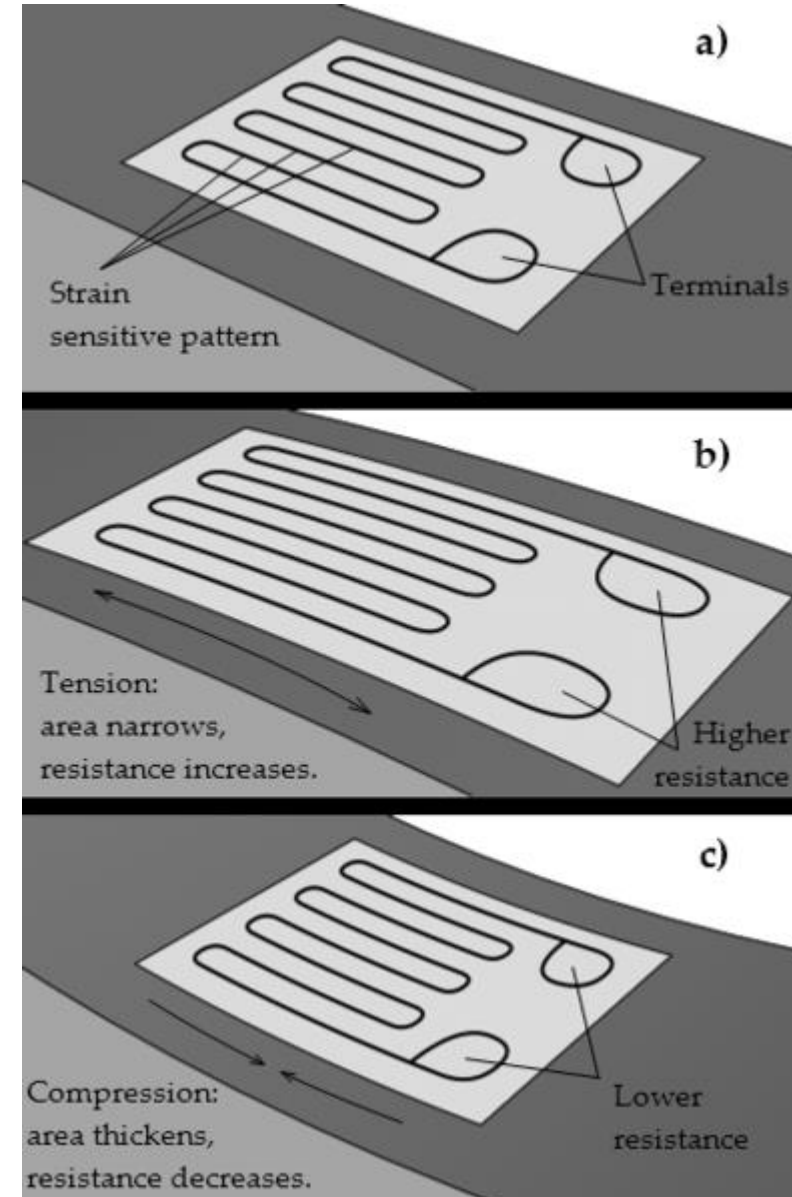 a)
Strain
sensitive pattern
Terminals
b)
Tension:
area narrows,
resistance increases.
Higher
resistance
c)
Compression:
area thickens,
resistance decreases.
Lower
resistance